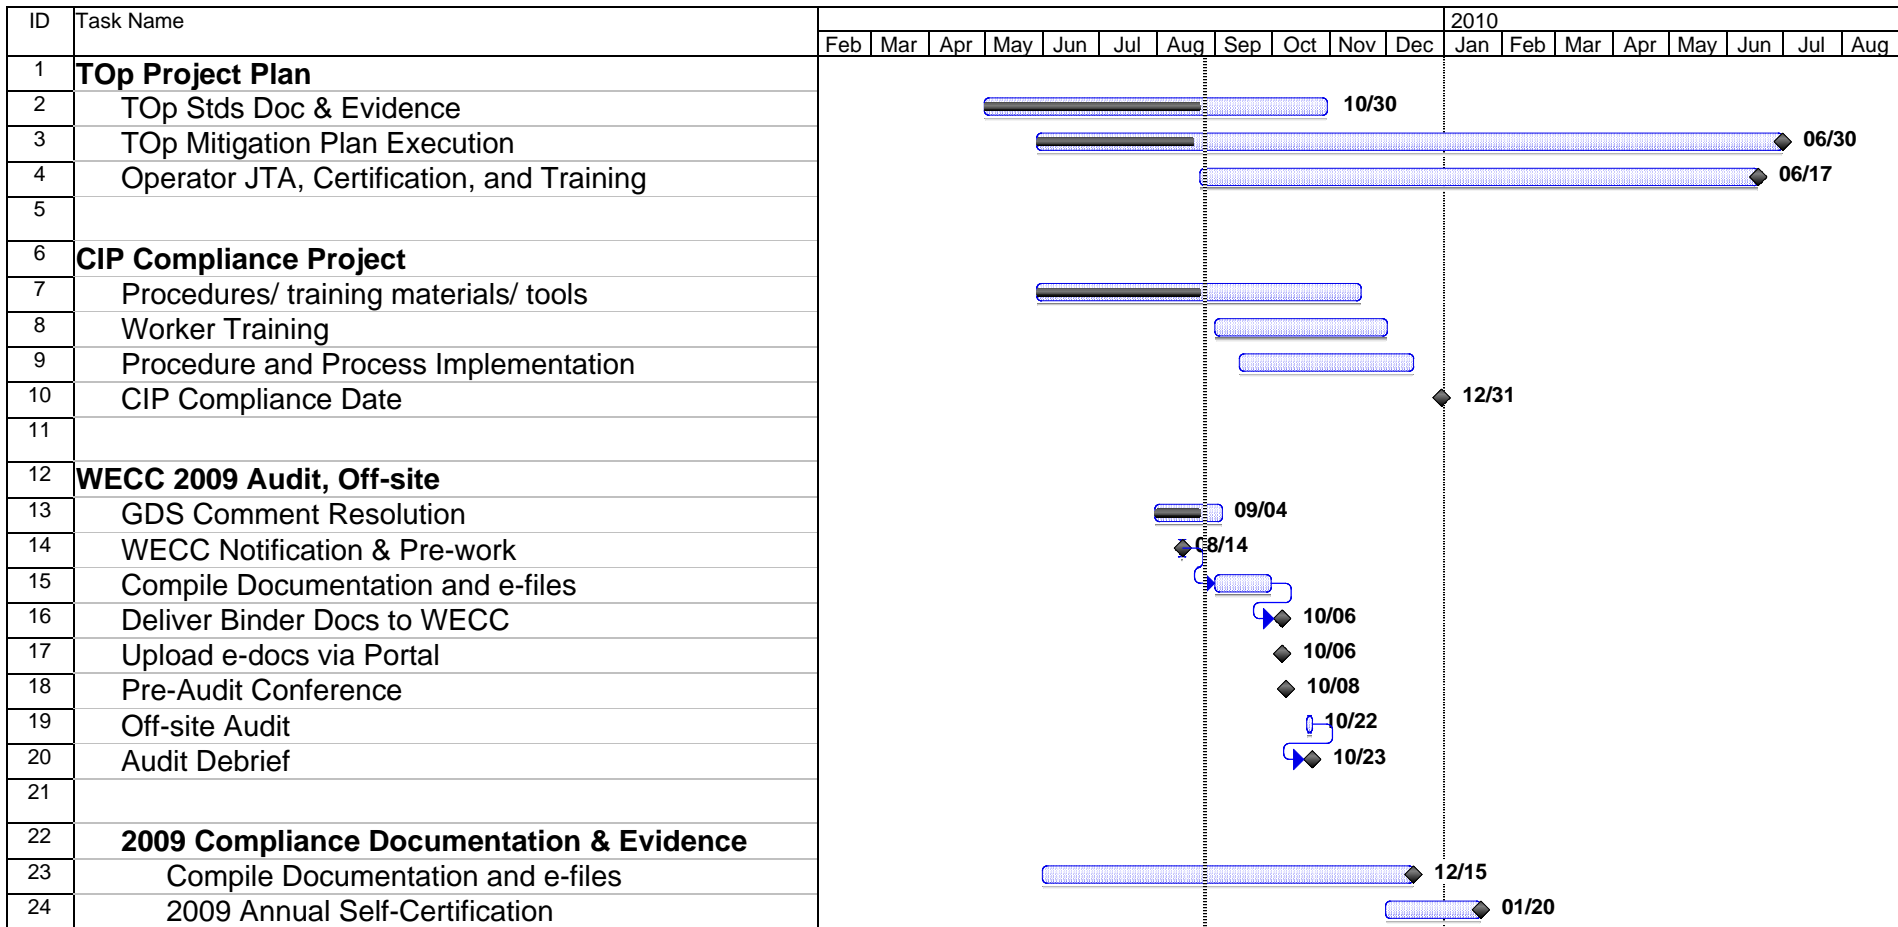 ID Task Name 2010
Feb Mar Apr May Jun Jul Aug Sep Oct Nov Dec Jan Feb Mar Apr May Jun Jul Aug
1 TOp Project Plan
2 TOp Stds Doc & Evidence 10/30
3 TOp Mitigation Plan Execution 06/30
4 Operator JTA, Certification, and Training 06/17
5
6 CIP Compliance Project
7 Procedures/ training materials/ tools
8 Worker Training
9 Procedure and Process Implementation
10 CIP Compliance Date 12/31
11
12 WECC 2009 Audit, Off-site
13 GDS Comment Resolution 09/04
14 WECC Notification & Pre-work 08/14
15 Compile Documentation and e-files
16 Deliver Binder Docs to WECC 10/06
17 Upload e-docs via Portal 10/06
18 Pre-Audit Conference 10/08
19 Off-site Audit 10/22
20 Audit Debrief 10/23
21
22 2009 Compliance Documentation & Evidence
23 Compile Documentation and e-files 12/15
24 2009 Annual Self-Certification 01/20